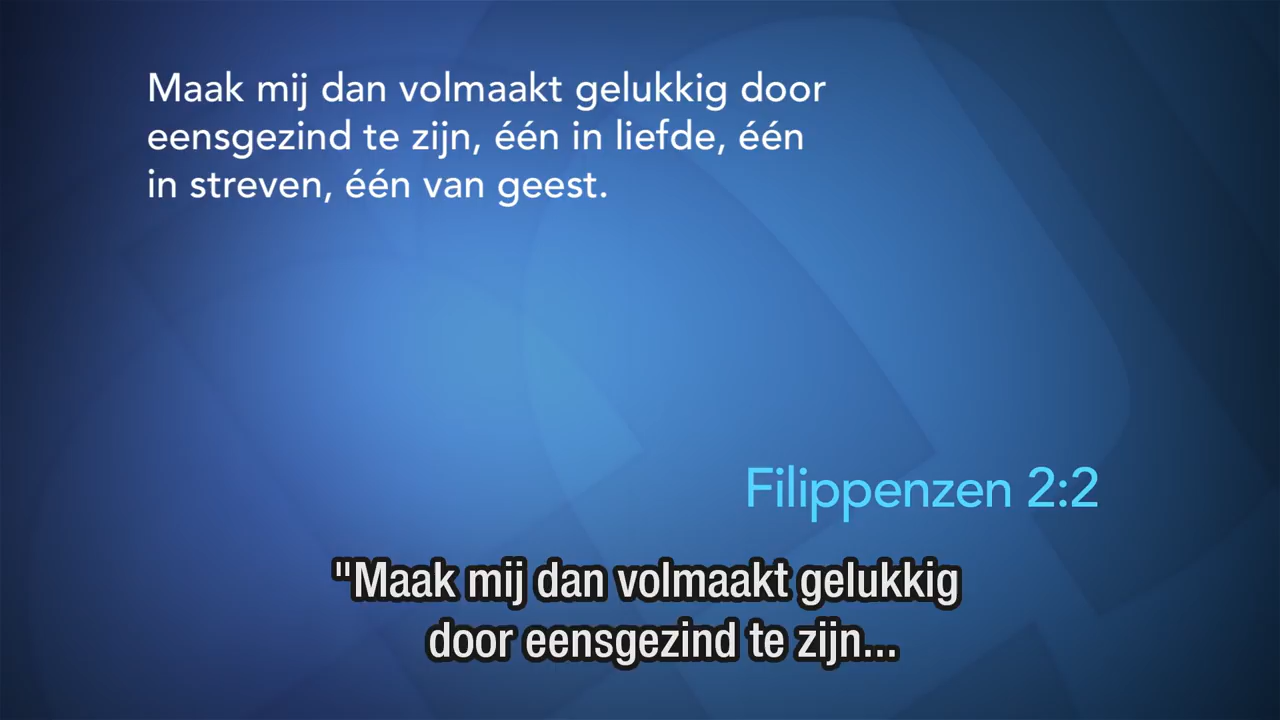 Maak mij dan volmaakt gelukkig door
eensgezind te zijn, één in liefde, één
in streven, één van geest.
Filippenzen 2:2
"Maak mij dan volmaakt gelukkig
door eensgezind te zijn...